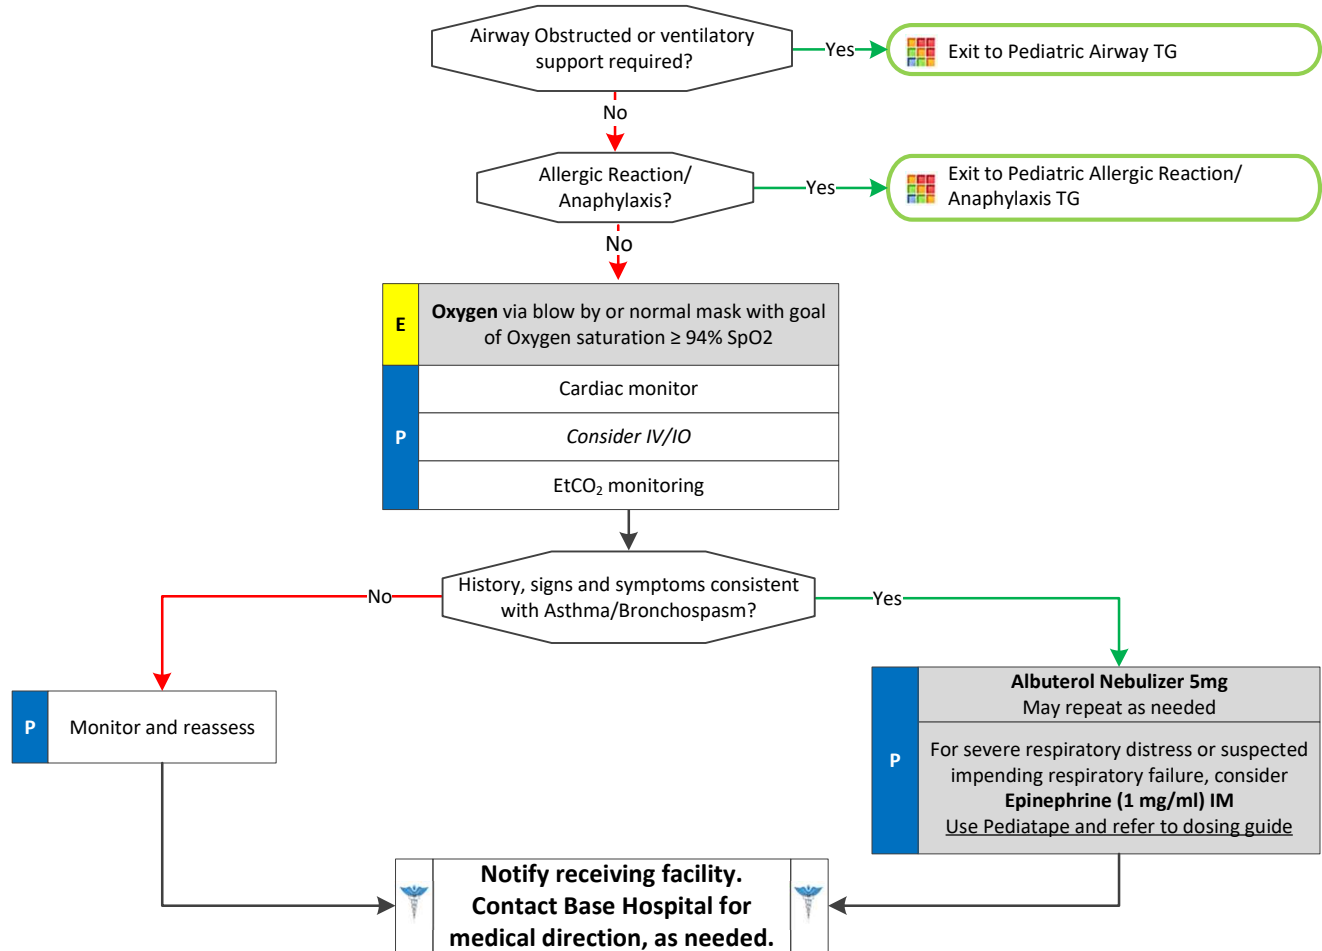 Airway Obstructed or ventilatory
support required?
Yes
Exit to Pediatric Airway TG
No
Allergic Reaction/
Anaphylaxis?
Yes
Exit to Pediatric Allergic Reaction/
Anaphylaxis TG
No
E
Oxygen via blow by or normal mask with goal
of Oxygen saturation ≥ 94% SpO2
P
Cardiac monitor
Consider IV/IO
EtCO₂ monitoring
History, signs and symptoms consistent
with Asthma/Bronchospasm?
No
Yes
P
Monitor and reassess
P
Albuterol Nebulizer 5mg
May repeat as needed
For severe respiratory distress or suspected
impending respiratory failure, consider
Epinephrine (1 mg/ml) IM
Use Pediatape and refer to dosing guide
Notify receiving facility.
Contact Base Hospital for
medical direction, as needed.